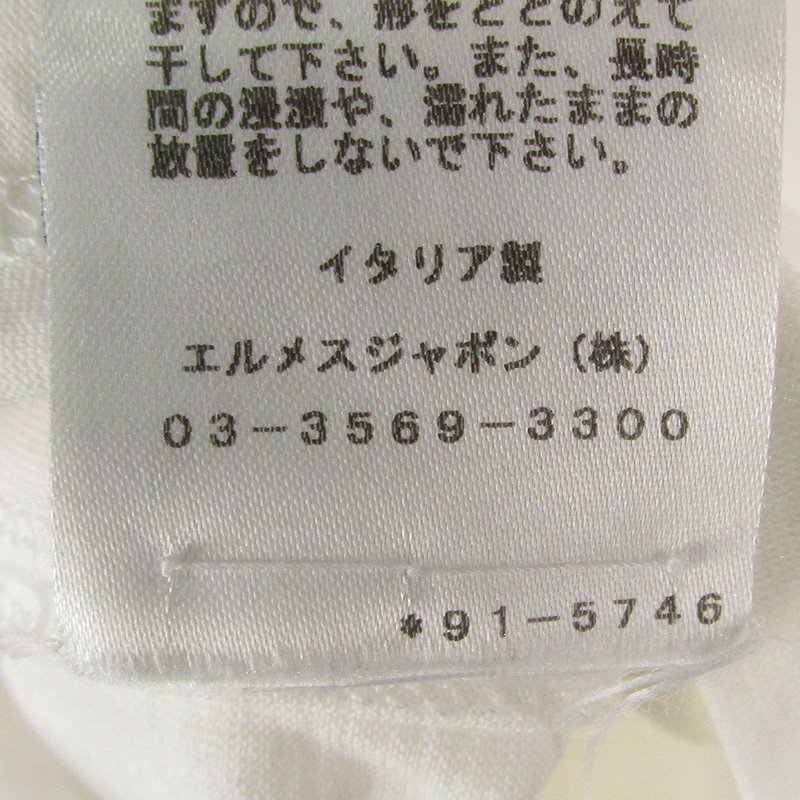 ますので、形をととのえて
干して下さい。また、長時
間の浸漬や、濡れたままの
放置をしないで下さい。
イタリア製
エルメスジャポン（株）
03-3569-3300
*91-5746